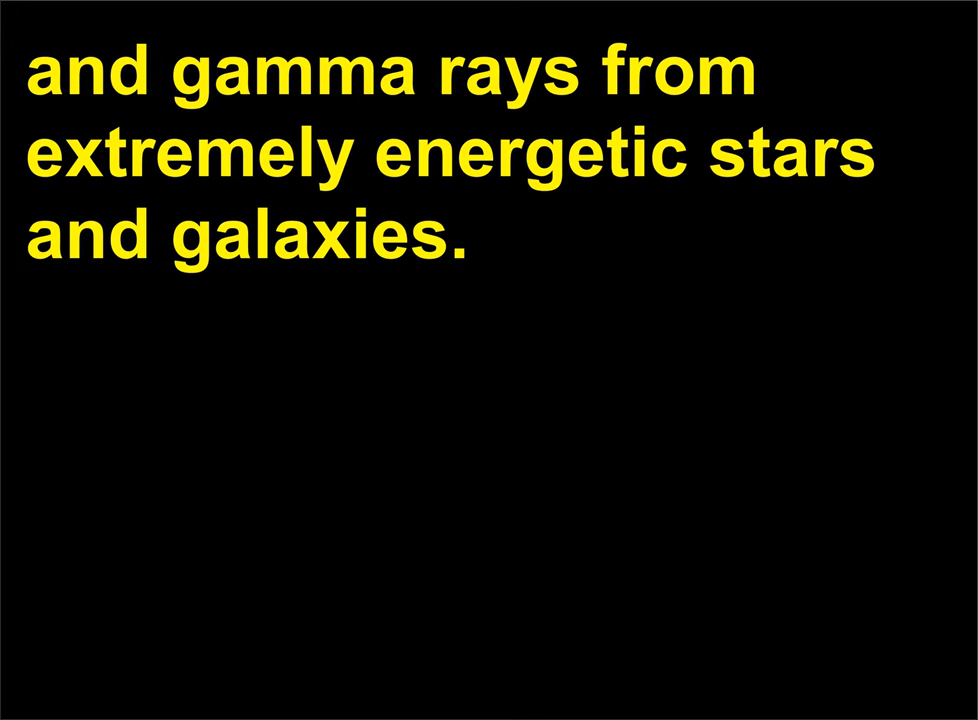 and gamma rays from
extremely energetic stars
and galaxies.